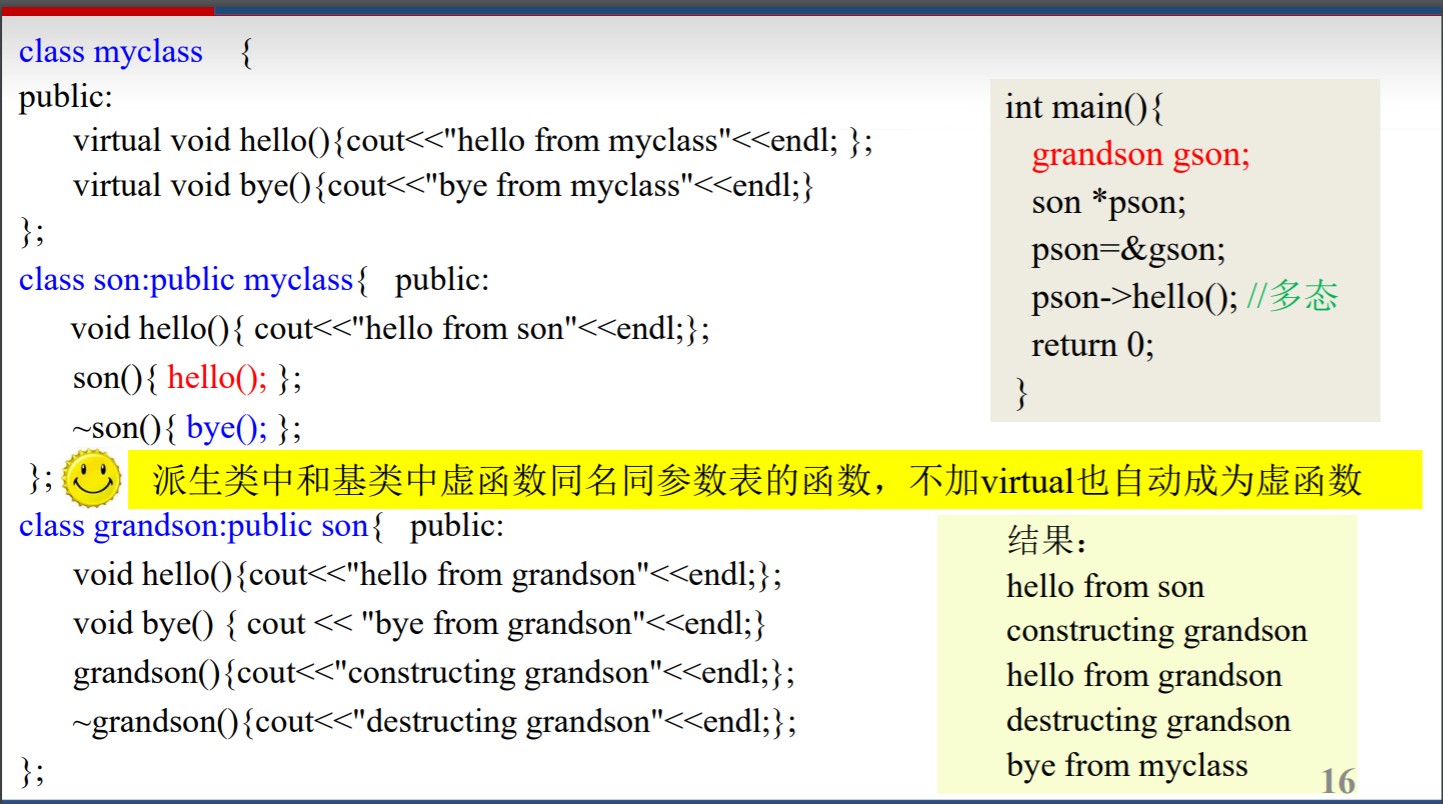 class myclass    {
public:
virtual void hello(){cout<<"hello from myclass"<<endl; };
virtual void bye(){cout<<"bye from myclass"<<endl;}
};
class son:public myclass{   public:
void hello(){ cout<<"hello from son"<<endl;};
son(){ hello(); };
~son(){ bye(); };
};
派生类中和基类中虚函数同名同参数表的函数，不加virtual也自动成为虚函数
class grandson:public son{   public:
void hello(){cout<<"hello from grandson"<<endl;};
void bye() { cout << "bye from grandson"<<endl;}
grandson(){cout<<"constructing grandson"<<endl;};
~grandson(){cout<<"destructing grandson"<<endl;};
};
int main(){
grandson gson;
son *pson;
pson=&gson;
pson->hello(); //多态
return 0;
}
结果：
hello from son
constructing grandson
hello from grandson
destructing grandson
bye from myclass
16